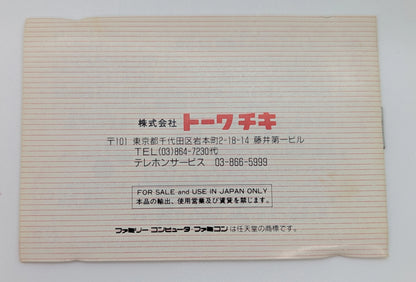 株式会社 トーワチキ
〒101 東京都千代田区岩本町2-18-14 藤井第一ビル
TEL(03)864-7230代
テレホンサービス 03-866-5999
FOR SALE and USE IN JAPAN ONLY
本品の輸出、使用営業及び賃貸を禁じます。
ファミリー コンピュータ・ファミコン は任天堂の商標です。